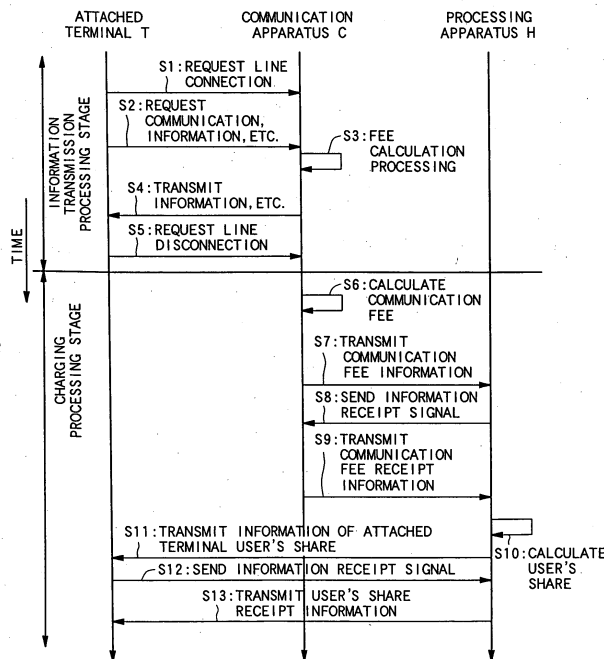 ATTACHED
TERMINAL T
COMMUNICATION
APPARATUS C
PROCESSING
APPARATUS H
S1:REQUEST LINE
CONNECTION
S2:REQUEST
COMMUNICATION,
INFORMATION,ETC.
S3:FEE
CALCULATION
PROCESSING
S4:TRANSMIT
INFORMATION,ETC.
S5:REQUEST LINE
DISCONNECTION
INFORMATION
TRANSMISSION
PROCESSING STAGE
TIME
S6:CALCULATE
COMMUNICATION
FEE
S7:TRANSMIT
COMMUNICATION
FEE INFORMATION
S8:SEND INFORMATION
RECEIPT SIGNAL
S9:TRANSMIT
COMMUNICATION
FEE RECEIPT
INFORMATION
CHARGING
PROCESSING STAGE
S10:CALCULATE
USER'S
SHARE
S11:TRANSMIT INFORMATION OF ATTACHED
TERMINAL USER'S SHARE
S12:SEND INFORMATION RECEIPT SIGNAL
S13:TRANSMIT USER'S SHARE
RECEIPT INFORMATION